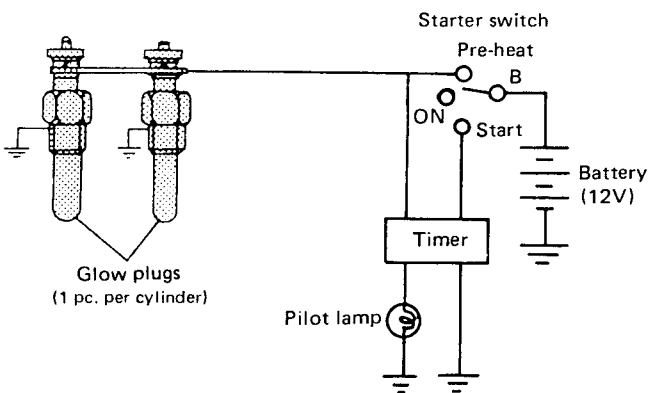 Starter switch
Pre-heat
B
ON
Start
Battery
(12V)
Timer
Glow plugs
(1 pc. per cylinder)
Pilot lamp